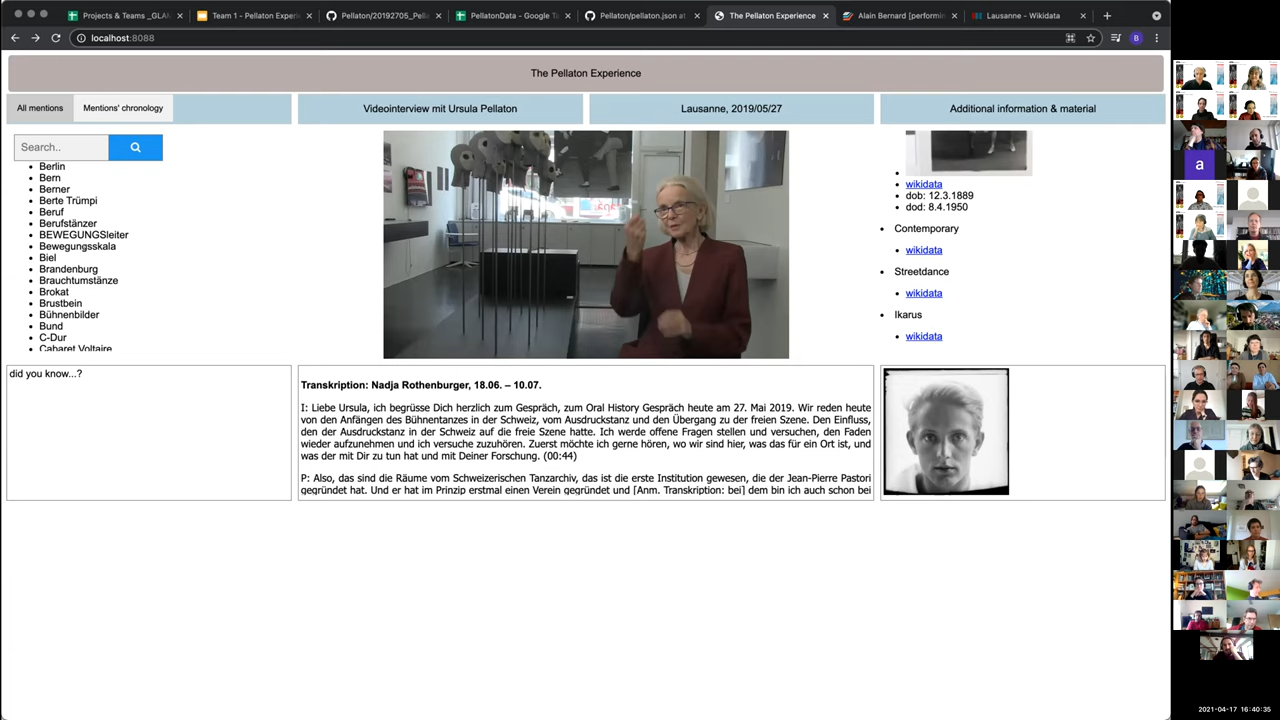 Projects & Teams _GLA
Team 1 - Pellaton Experie
Pellaton/20192705_Pella
PellatonData - Google Ta
Pellaton/pellaton.json at
The Pellaton Experience
Alain Bernard [performin
Lausanne - Wikidata
localhost:8088
B
The Pellaton Experience
All mentions
Mentions' chronology
Videointerview mit Ursula Pellaton
Lausanne, 2019/05/27
Additional information & material
Search..
Berlin
Bern
Berner
Berte Trümpi
Beruf
Berufstänzer
BEWEGUNGSleiter
Bewegungsskala
Biel
Brandenburg
Brauchtumstänze
Brokat
Brustbein
Bühnenbilder
Bund
C-Dur
Cabaret Voltaire
wikidata
dob: 12.3.1889
dod: 8.4.1950
Contemporary
wikidata
Streetdance
wikidata
Ikarus
wikidata
did you know...?
Transkription: Nadja Rothenburger, 18.06. – 10.07.
I: Liebe Ursula, ich begrüsse Dich herzlich zum Gespräch, zum Oral History Gespräch heute am 27. Mai 2019. Wir reden heute
von den Anfängen des Bühnentanzes in der Schweiz, vom Ausdruckstanz und den Übergang zu der freien Szene. Den Einfluss,
den der Ausdruckstanz in der Schweiz auf die freie Szene hatte. Ich werde offene Fragen stellen und versuchen, den Faden
wieder aufzunehmen und ich versuche zuzuhören. Zuerst möchte ich gerne hören, wo wir sind hier, was das für ein Ort ist, und
was der mit Dir zu tun hat und mit Deiner Forschung. (00:44)
P: Also, das sind die Räume vom Schweizerischen Tanzarchiv, das ist die erste Institution gewesen, die der Jean-Pierre Pastori
gegründet hat. Und er hat im Prinzip erstmal einen Verein gegründet und [Anm. Transkription: bei] dem bin ich auch schon bei
a
2021-04-17 16:40:35